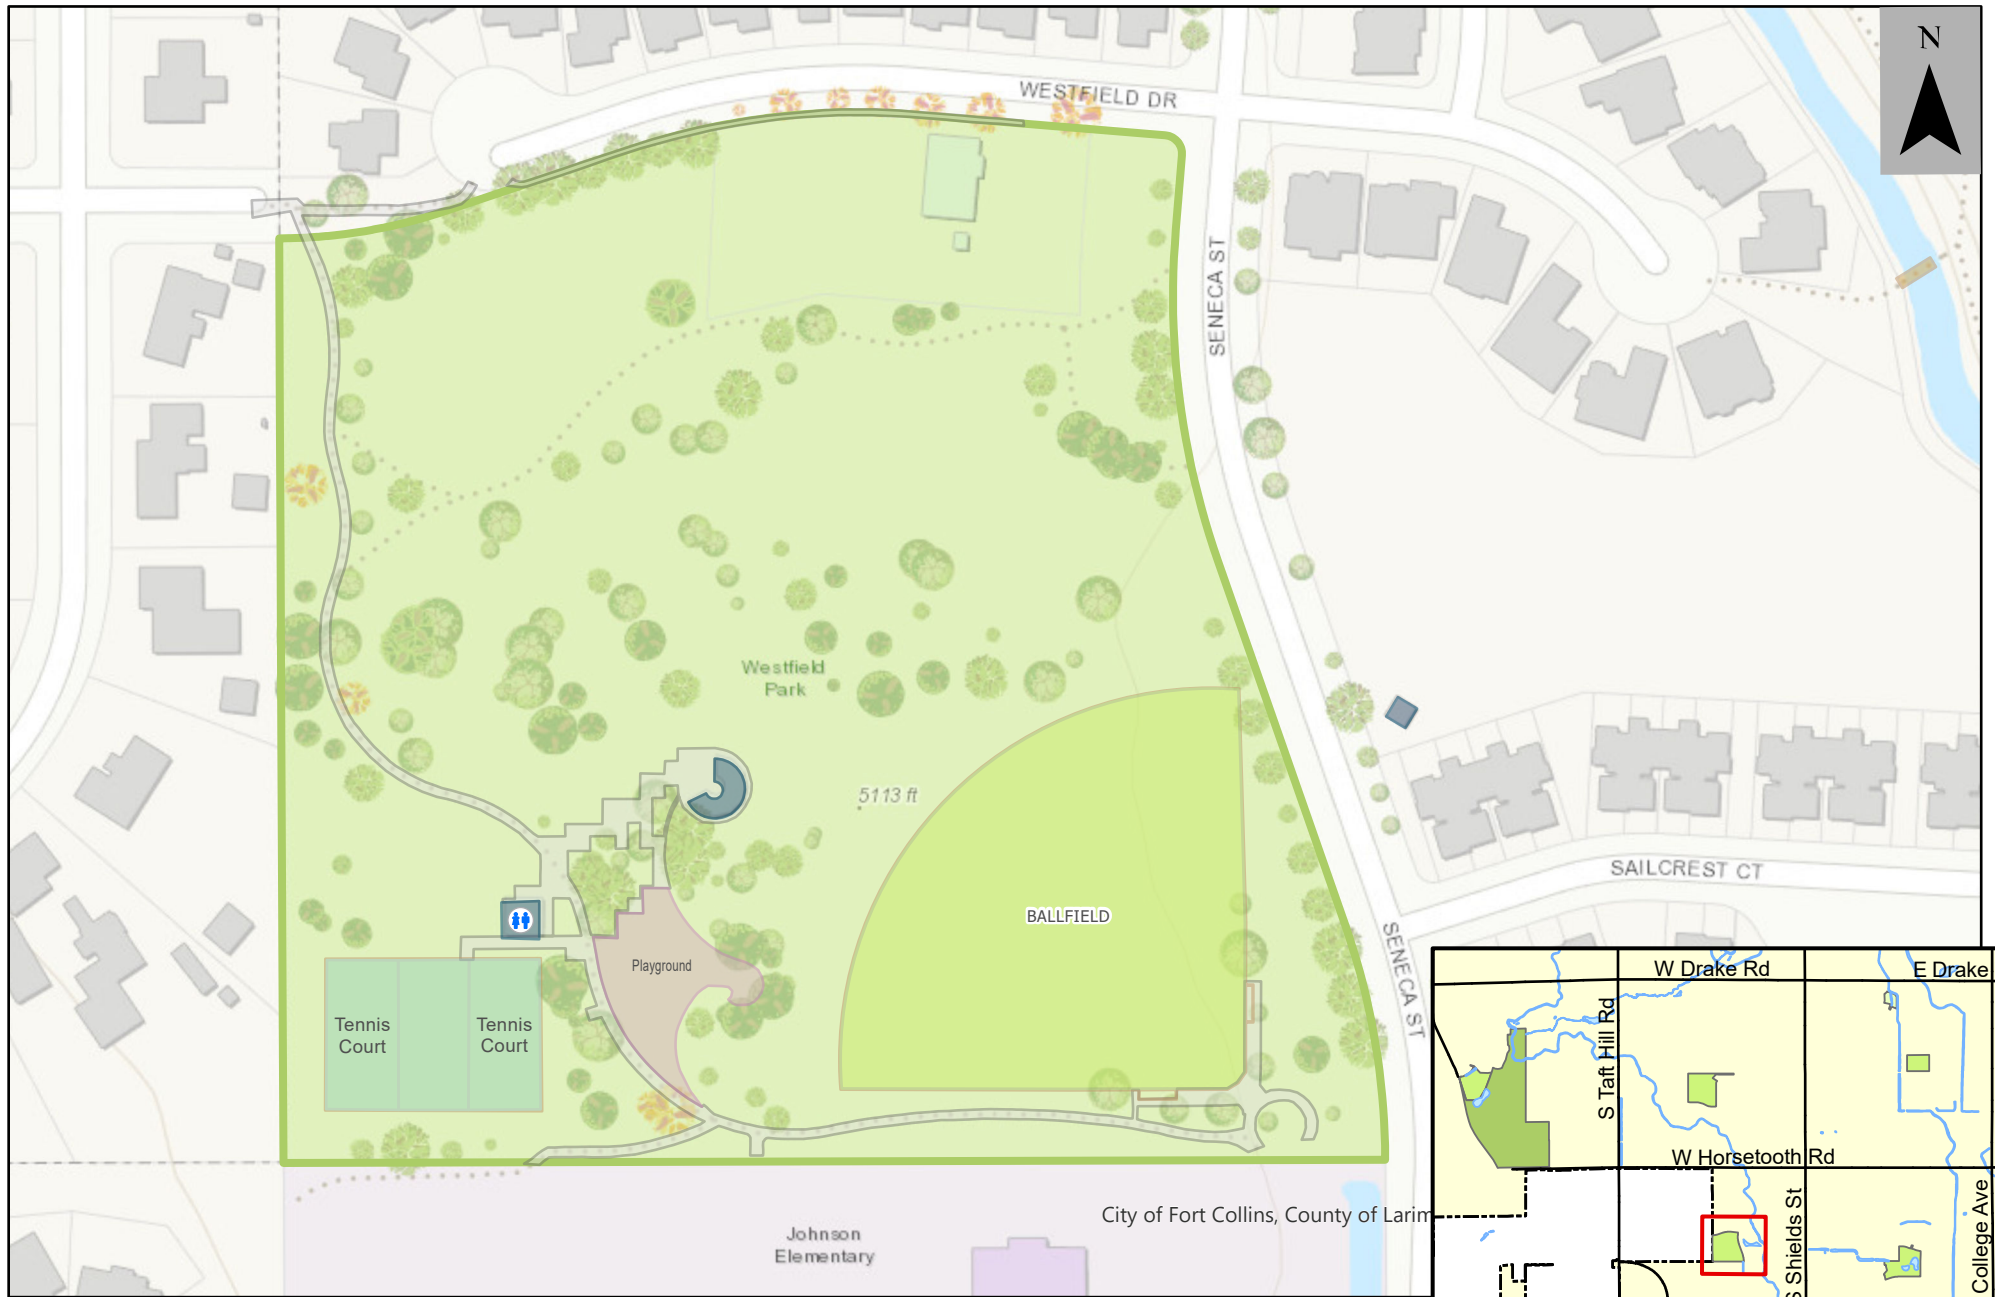 N
WESTFIELD DR
SENECA ST
Westfield
Park
5113 ft
BALLFIELD
SAILCREST CT
Playground
Tennis
Court
Tennis
Court
SENECA ST
Johnson
Elementary
City of Fort Collins, County of Larim
W Drake Rd
E Drake
S Taft Hill Rd
W Horsetooth Rd
S Shields St
College Ave